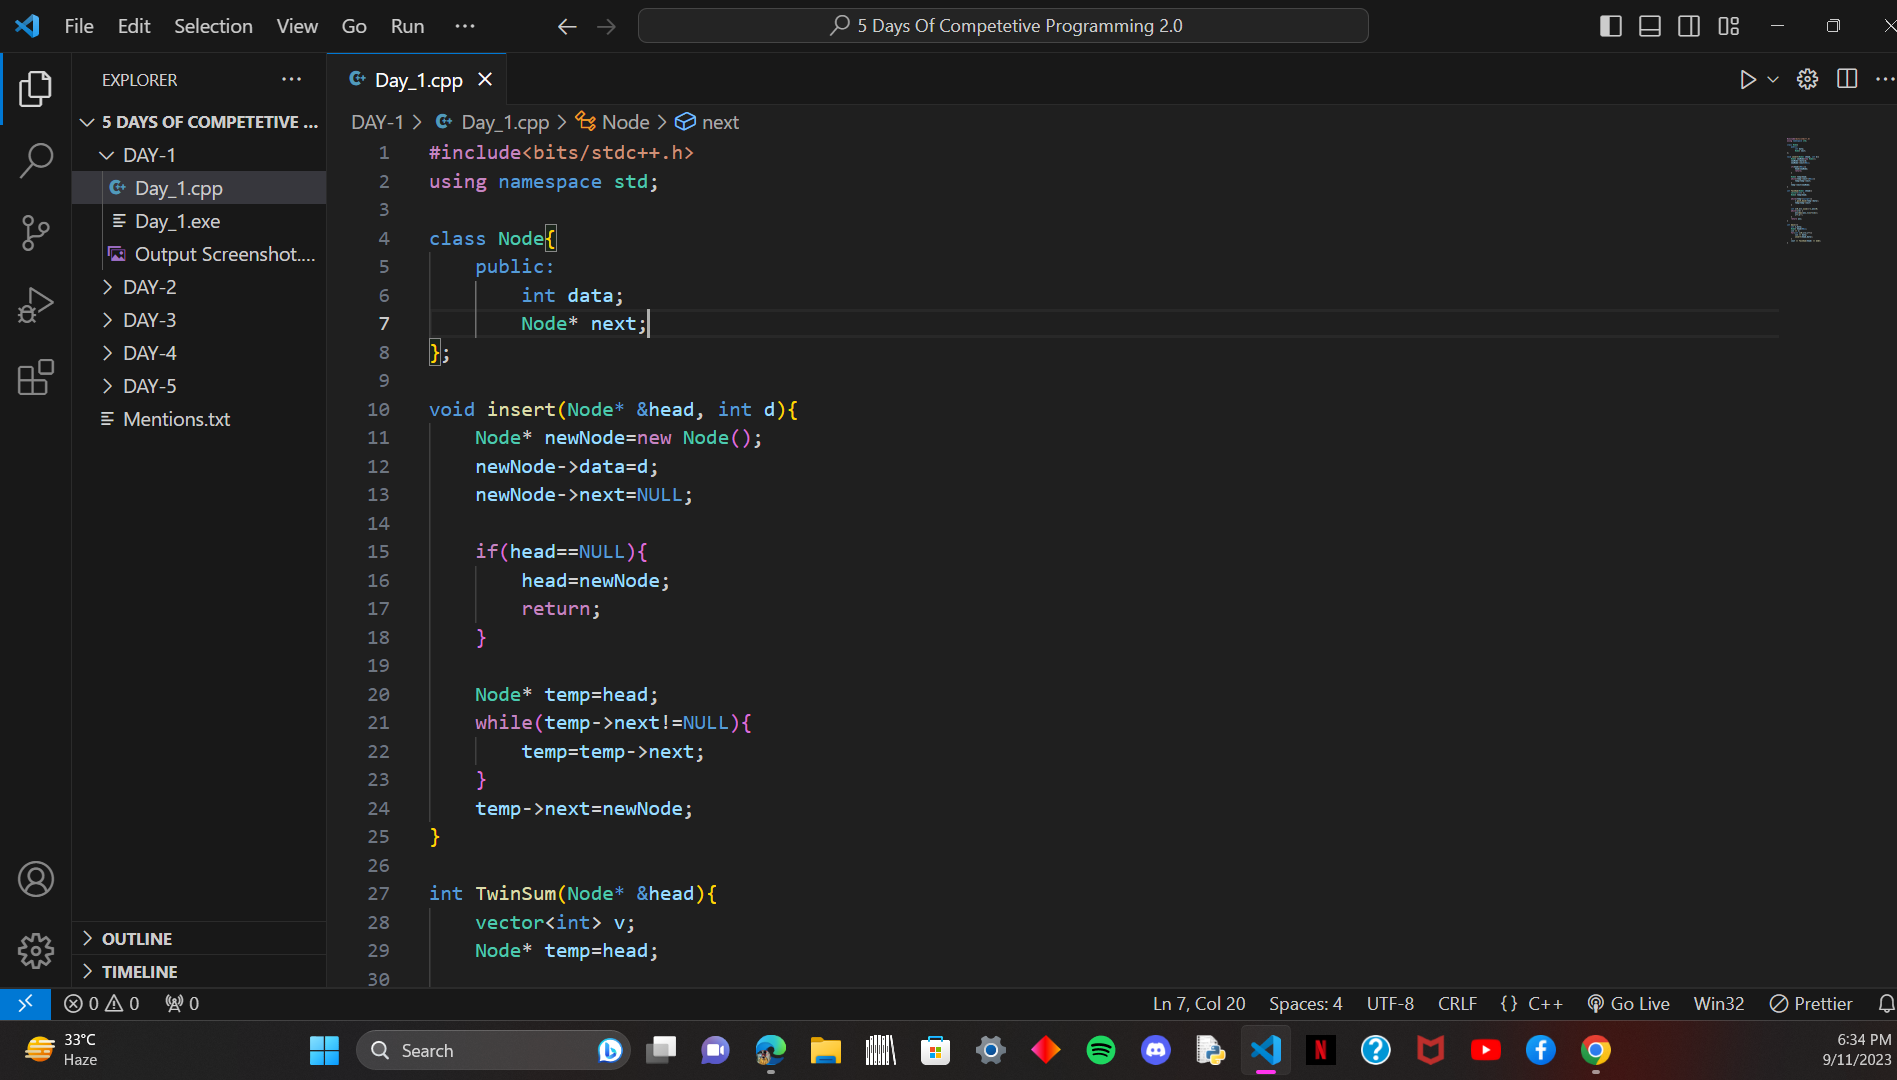 File Edit Selection View Go Run ···
5 Days Of Competetive Programming 2.0
EXPLORER
5 DAYS OF COMPETETIVE ...
DAY-1
Day_1.cpp
Day_1.exe
Output Screenshot....
DAY-2
DAY-3
DAY-4
DAY-5
Mentions.txt
OUTLINE
TIMELINE
Day_1.cpp
DAY-1 > Day_1.cpp > Node > next
1 #include<bits/stdc++.h>
2 using namespace std;
3
4 class Node{
5 public:
6 int data;
7 Node* next;
8 };
9
10 void insert(Node* &head, int d){
11 Node* newNode=new Node();
12 newNode->data=d;
13 newNode->next=NULL;
14
15 if(head==NULL){
16 head=newNode;
17 return;
18 }
19
20 Node* temp=head;
21 while(temp->next!=NULL){
22 temp=temp->next;
23 }
24 temp->next=newNode;
25 }
26
27 int TwinSum(Node* &head){
28 vector<int> v;
29 Node* temp=head;
30
0 0 0
Ln 7, Col 20 Spaces: 4 UTF-8 CRLF {} C++ Go Live Win32 Prettier
33°C
Haze
Search
6:34 PM
9/11/2023